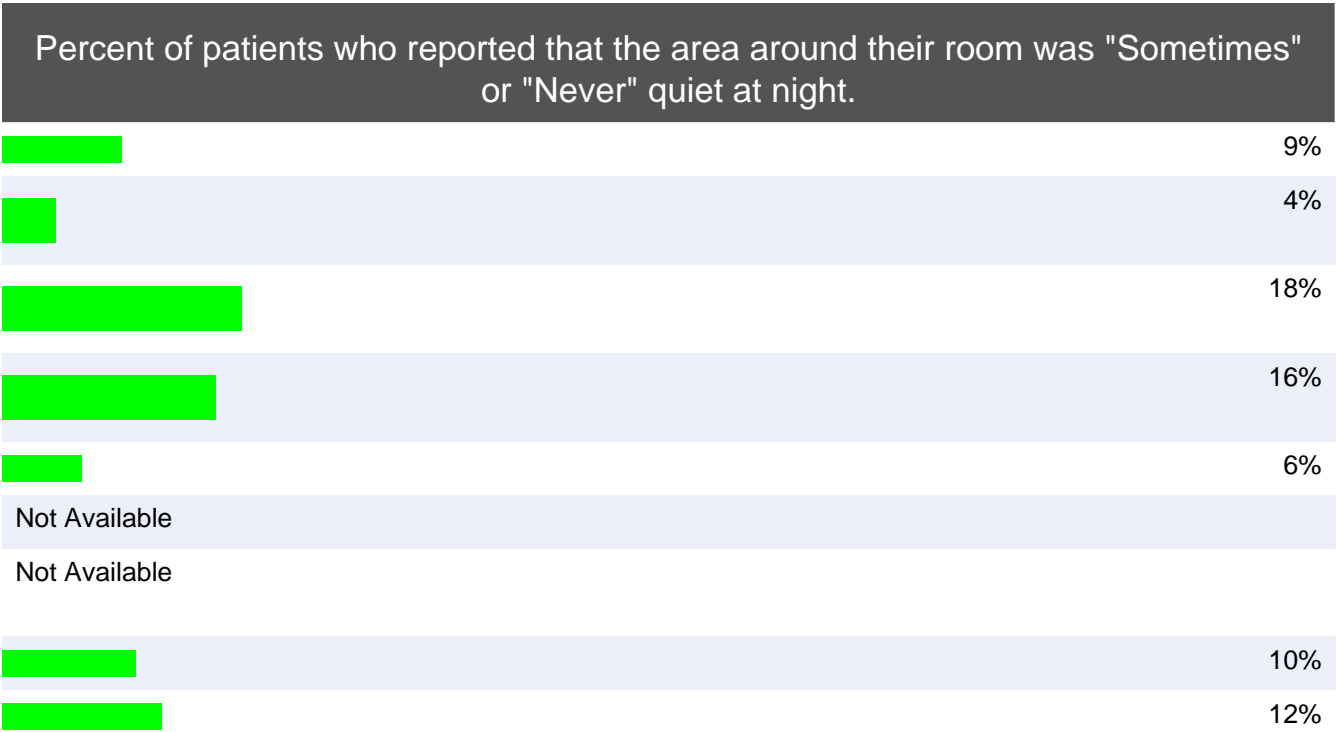 Percent of patients who reported that the area around their room was "Sometimes"
or "Never" quiet at night.
9%
4%
18%
16%
6%
Not Available
Not Available
10%
12%